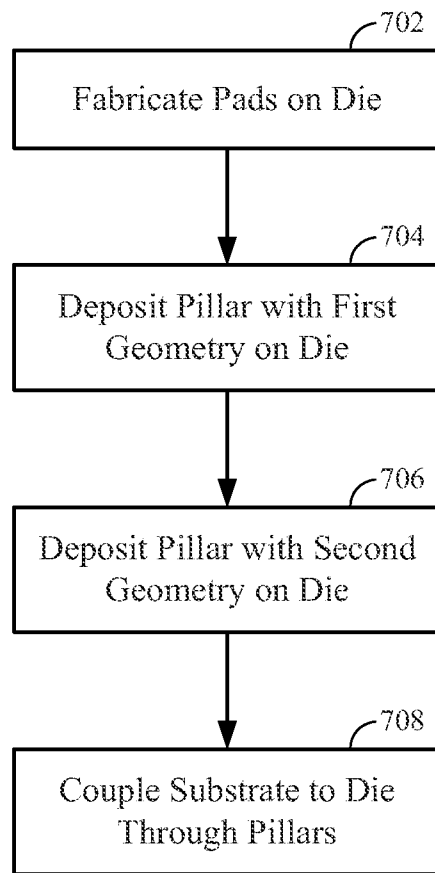 702
Fabricate Pads on Die
704
Deposit Pillar with First
Geometry on Die
706
Deposit Pillar with Second
Geometry on Die
708
Couple Substrate to Die
Through Pillars